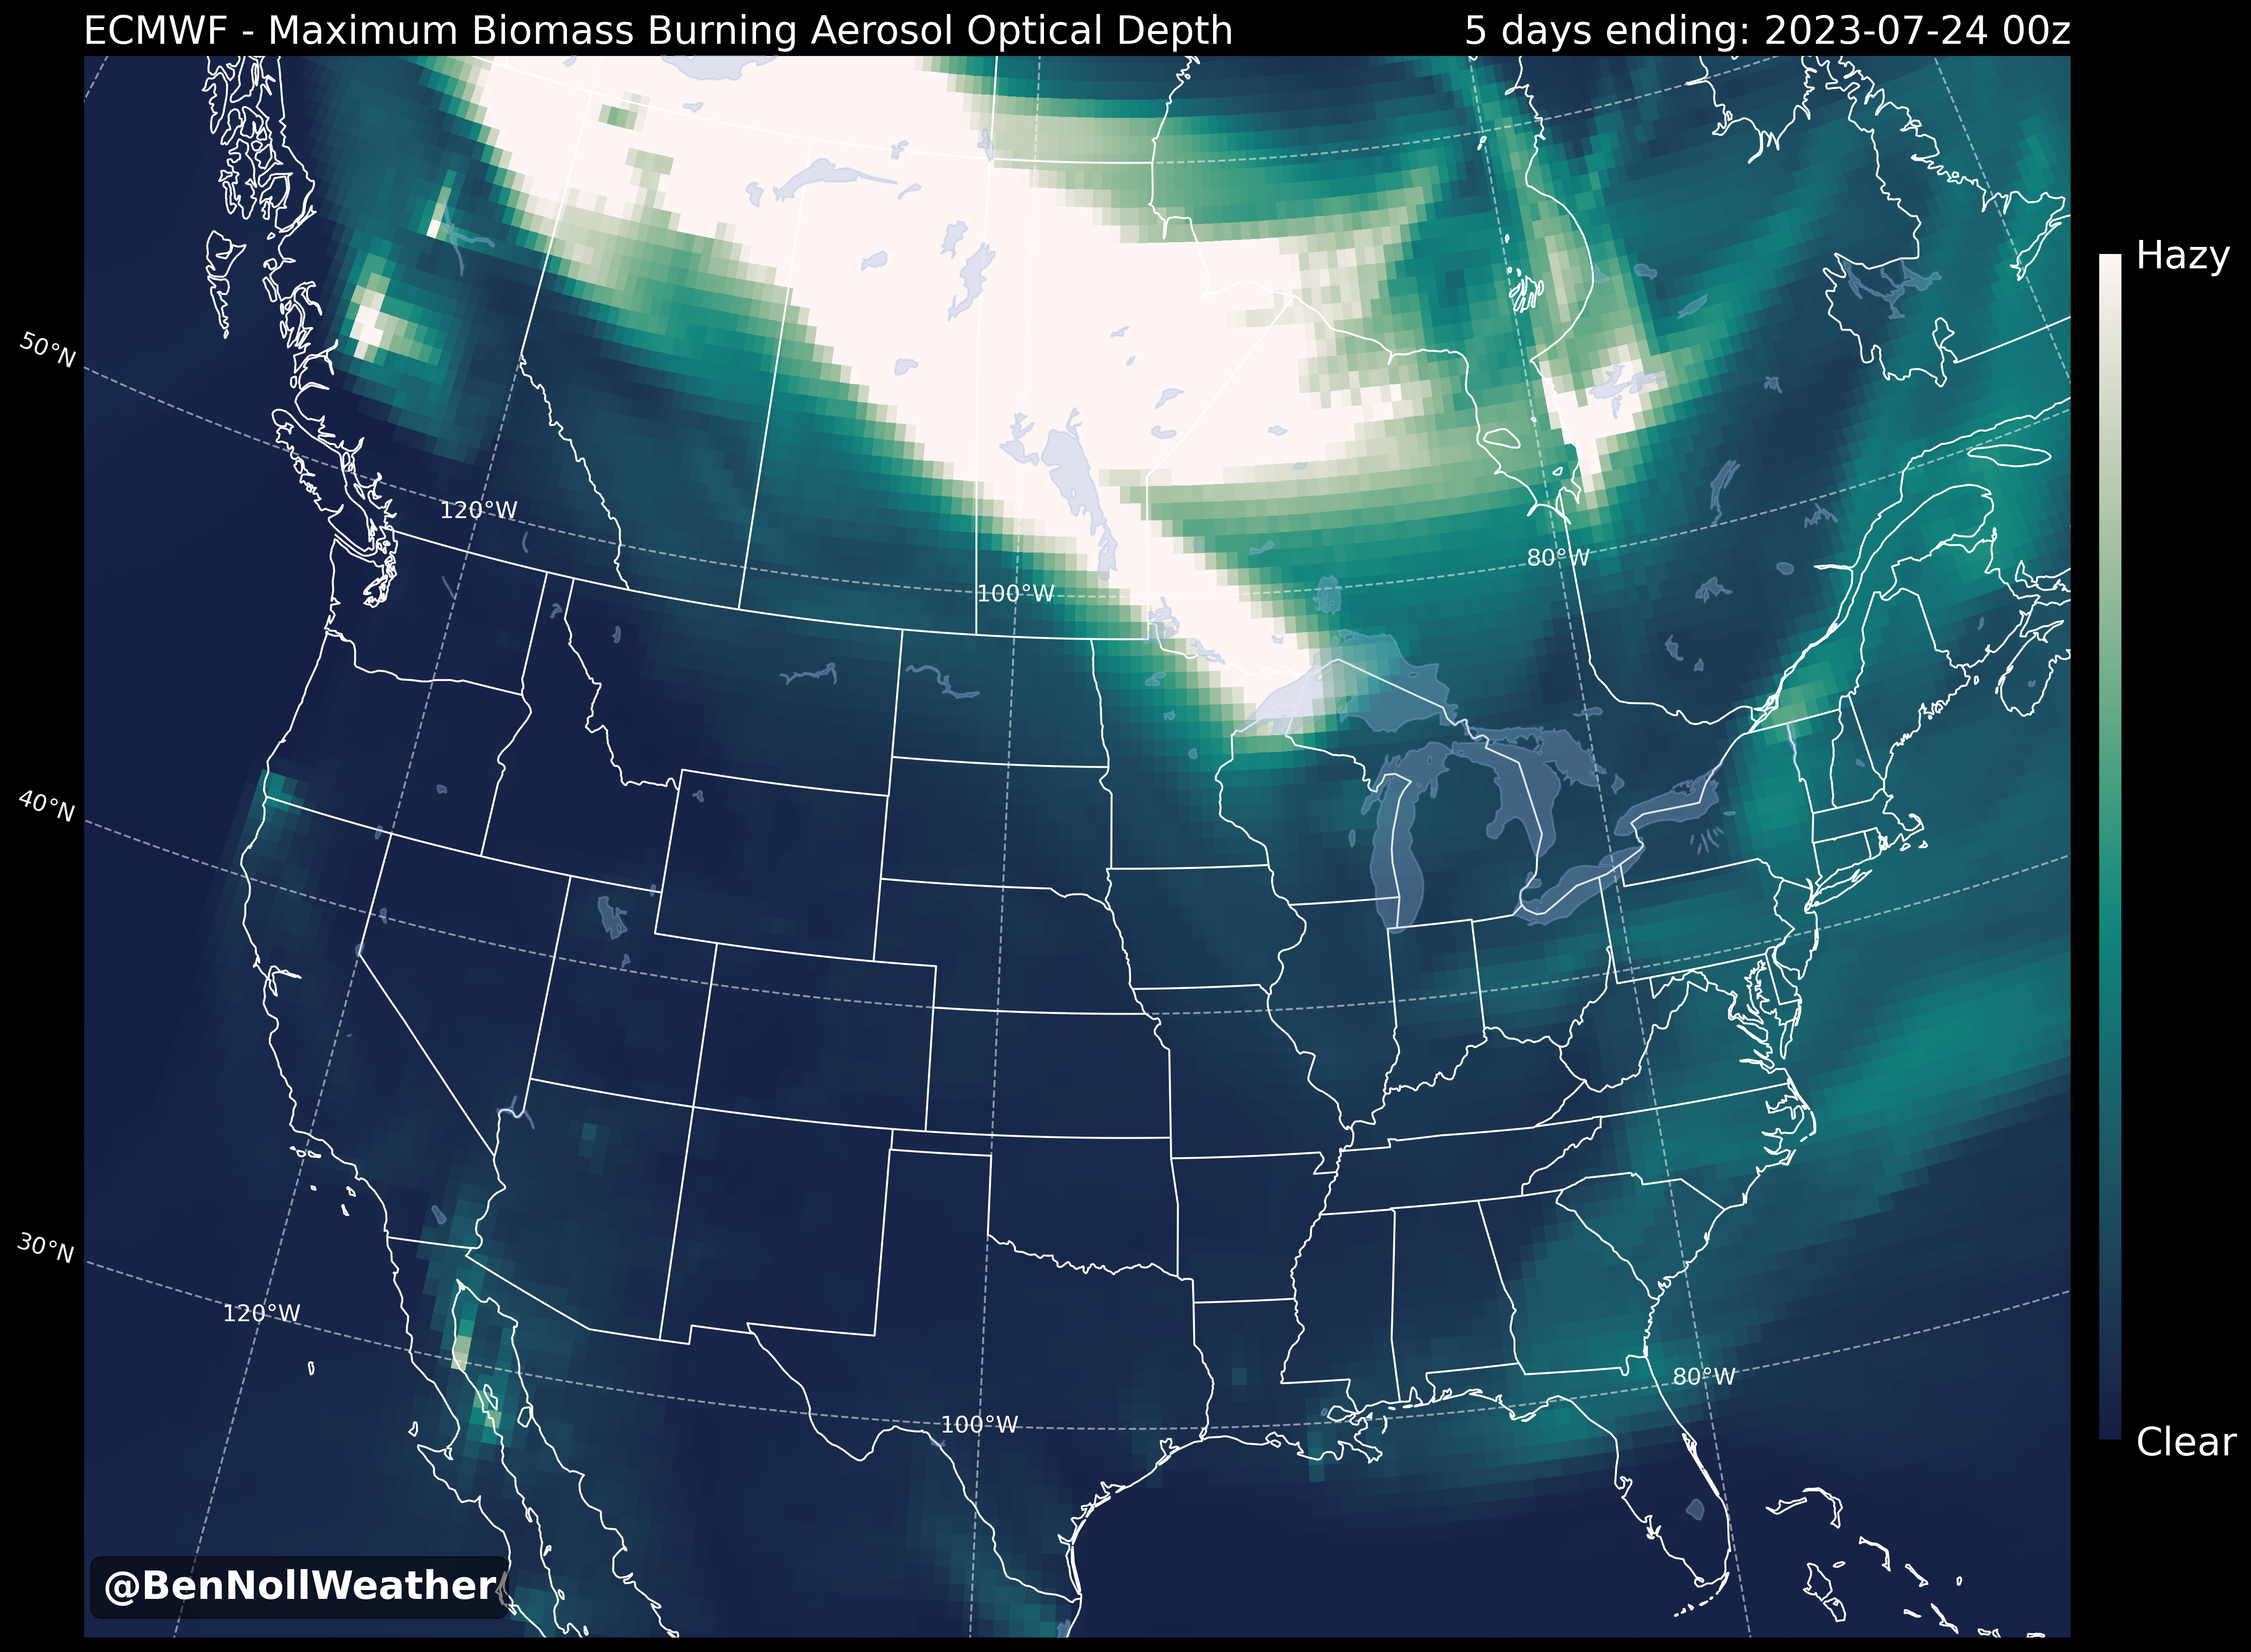 ECMWF - Maximum Biomass Burning Aerosol Optical Depth
5 days ending: 2023-07-24 00z
Hazy
50°N
120°W
80°W
100°W
40°N
30°N
120°W
80°W
100°W
Clear
@BenNollWeather